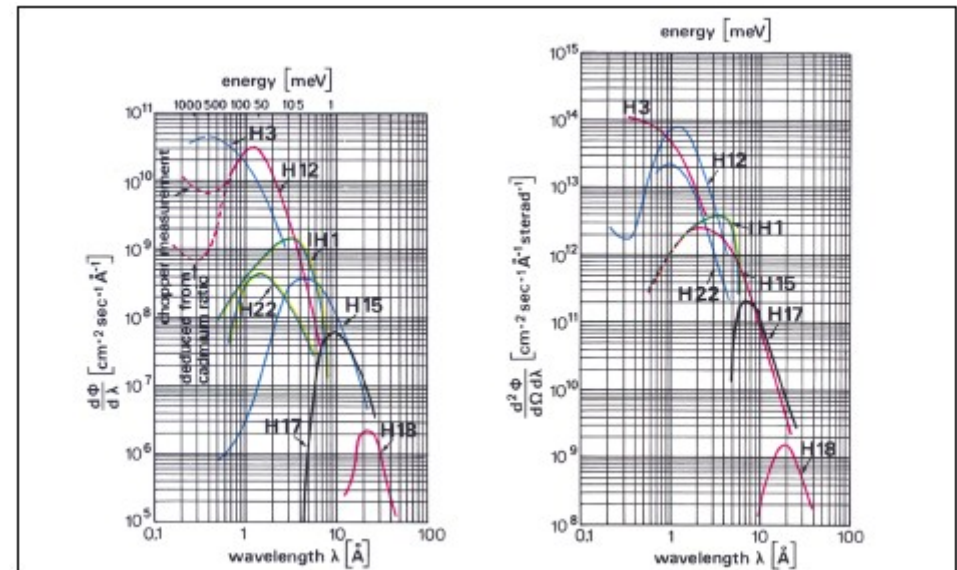 energy [meV]
1000 500 100 50 10 5 1
10¹¹
10¹⁰
10⁹
10⁸
10⁷
10⁶
10⁵
dΦ/dλ [cm⁻² sec⁻¹ Å⁻¹]
chopper measurement
deduced from
cadmium ratio
H3
H12
IH1
H15
H22
H17
H18
0.1 1 10 100
wavelength λ [Å]
energy [meV]
10¹⁵
10¹⁴
10¹³
10¹²
10¹¹
10¹⁰
10⁹
10⁸
d²Φ/dΩ dλ [cm⁻² sec⁻¹ Å⁻¹ sterad⁻¹]
H3
H12
IH1
H15
H22
H17
H18
0.1 1 10 100
wavelength λ [Å]